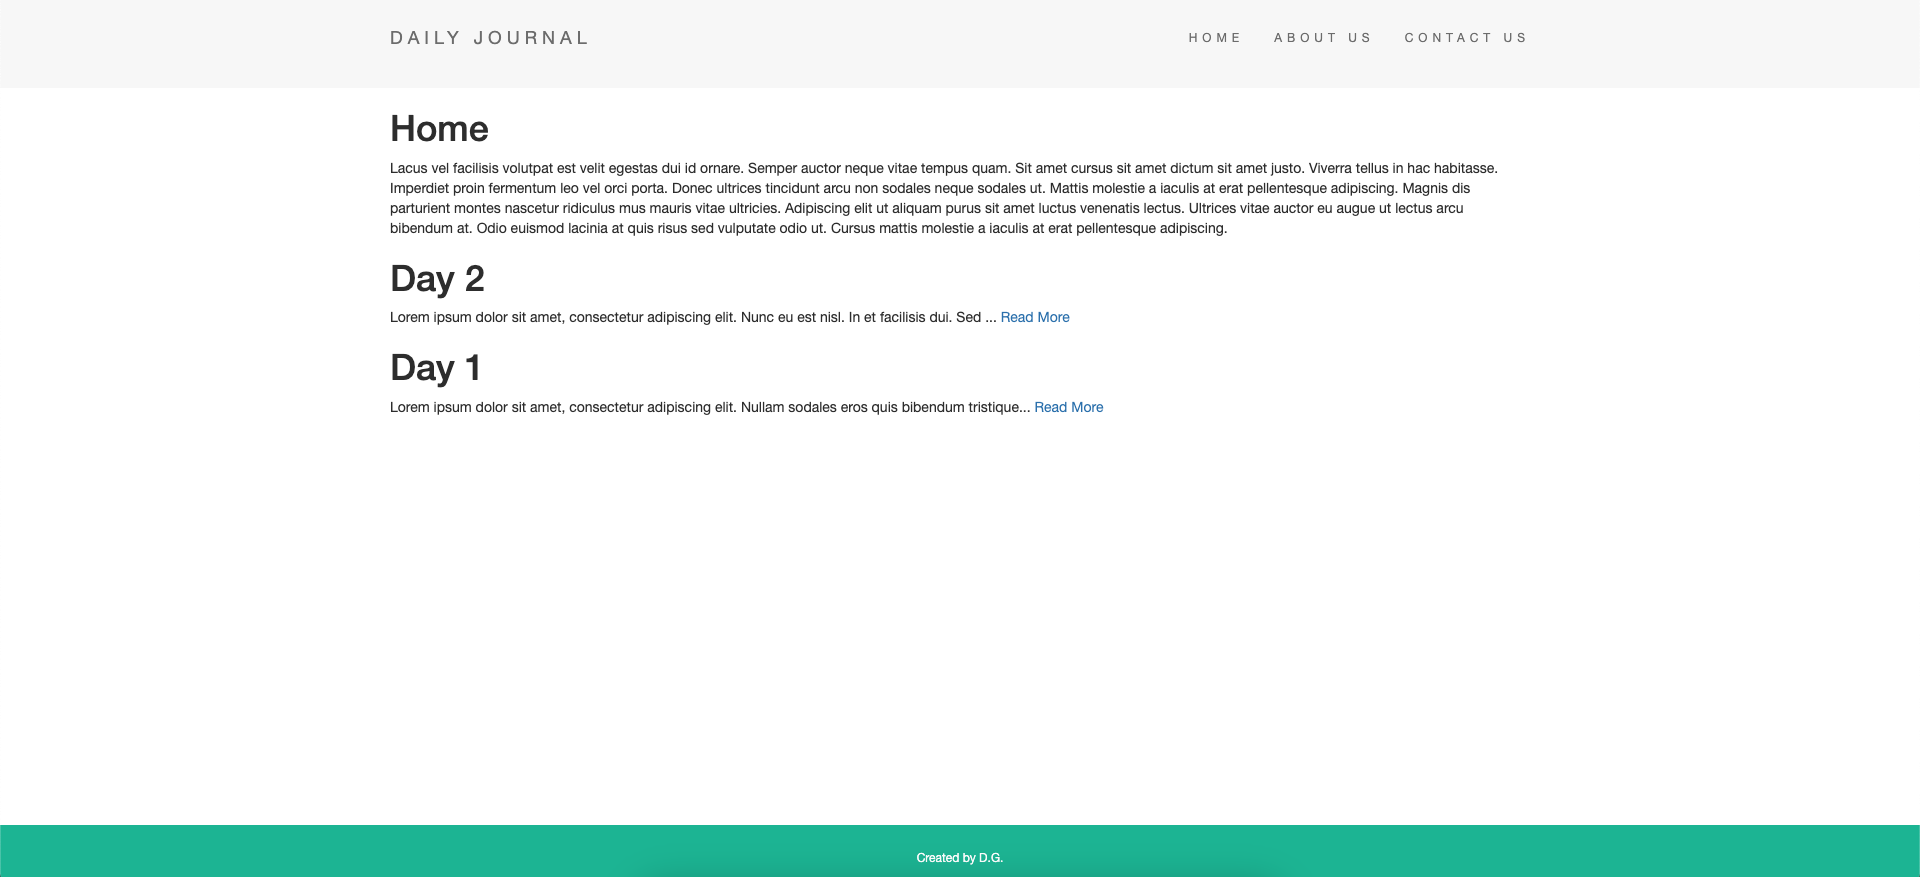 DAILY JOURNAL
HOME ABOUT US CONTACT US
Home
Lacus vel facilisis volutpat est velit egestas dui id ornare. Semper auctor neque vitae tempus quam. Sit amet cursus sit amet dictum sit amet justo. Viverra tellus in hac habitasse.
Imperdiet proin fermentum leo vel orci porta. Donec ultrices tincidunt arcu non sodales neque sodales ut. Mattis molestie a iaculis at erat pellentesque adipiscing. Magnis dis
parturient montes nascetur ridiculus mus mauris vitae ultricies. Adipiscing elit ut aliquam purus sit amet luctus venenatis lectus. Ultrices vitae auctor eu augue ut lectus arcu
bibendum at. Odio euismod lacinia at quis risus sed vulputate odio ut. Cursus mattis molestie a iaculis at erat pellentesque adipiscing.
Day 2
Lorem ipsum dolor sit amet, consectetur adipiscing elit. Nunc eu est nisl. In et facilisis dui. Sed ... Read More
Day 1
Lorem ipsum dolor sit amet, consectetur adipiscing elit. Nullam sodales eros quis bibendum tristique... Read More
Created by D.G.